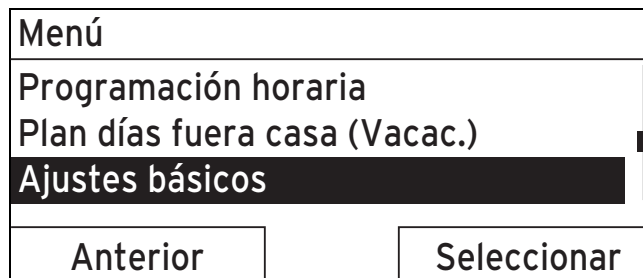 Menú
Programación horaria
Plan días fuera casa (Vacac.)
Ajustes básicos
Anterior
Seleccionar